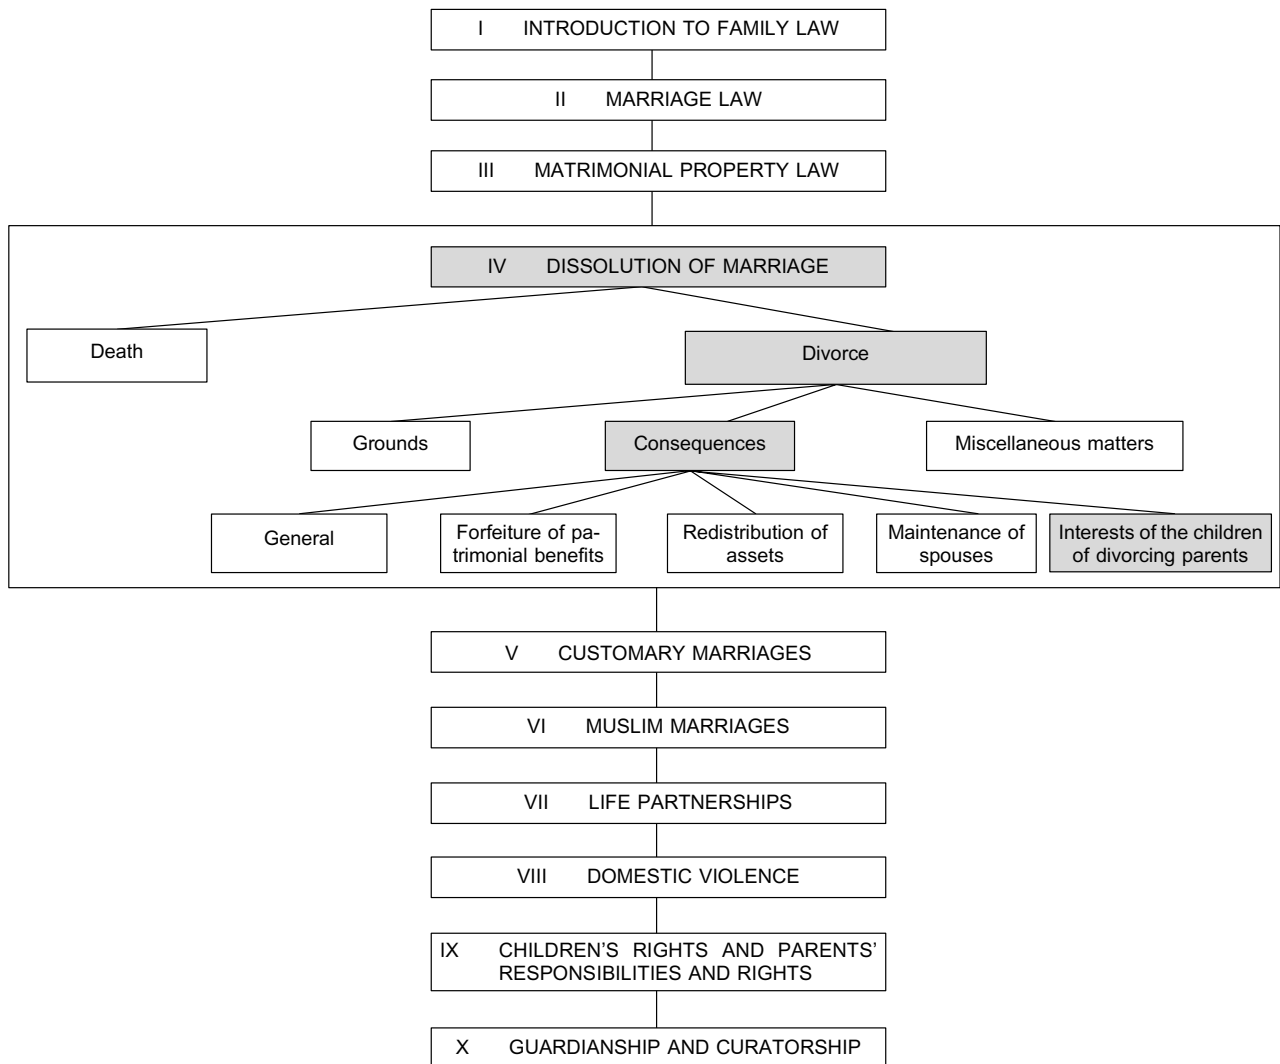 I INTRODUCTION TO FAMILY LAW
II MARRIAGE LAW
III MATRIMONIAL PROPERTY LAW
IV DISSOLUTION OF MARRIAGE
Death
Divorce
Grounds
Consequences
Miscellaneous matters
General
Forfeiture of pa-
trimonial benefits
Redistribution of
assets
Maintenance of
spouses
Interests of the children
of divorcing parents
V CUSTOMARY MARRIAGES
VI MUSLIM MARRIAGES
VII LIFE PARTNERSHIPS
VIII DOMESTIC VIOLENCE
IX CHILDREN'S RIGHTS AND PARENTS'
RESPONSIBILITIES AND RIGHTS
X GUARDIANSHIP AND CURATORSHIP